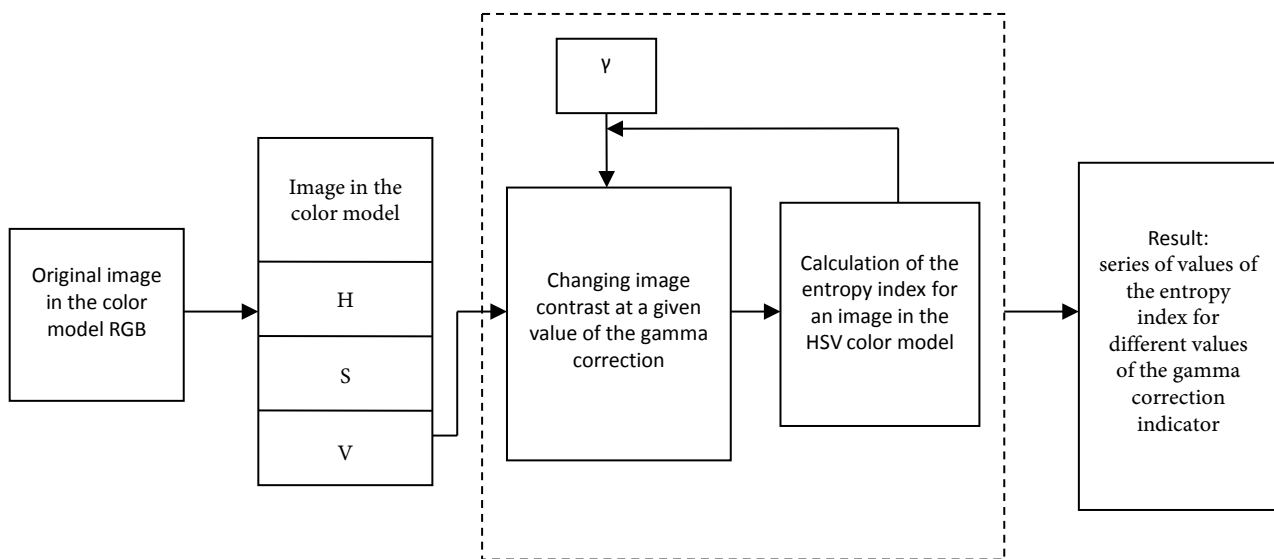 Original image
in the color
model RGB
Image in the
color model
H
S
V
γ
Changing image
contrast at a given
value of the gamma
correction
Calculation of the
entropy index for
an image in the
HSV color model
Result:
series of values of
the entropy
index for
different values
of the gamma
correction
indicator